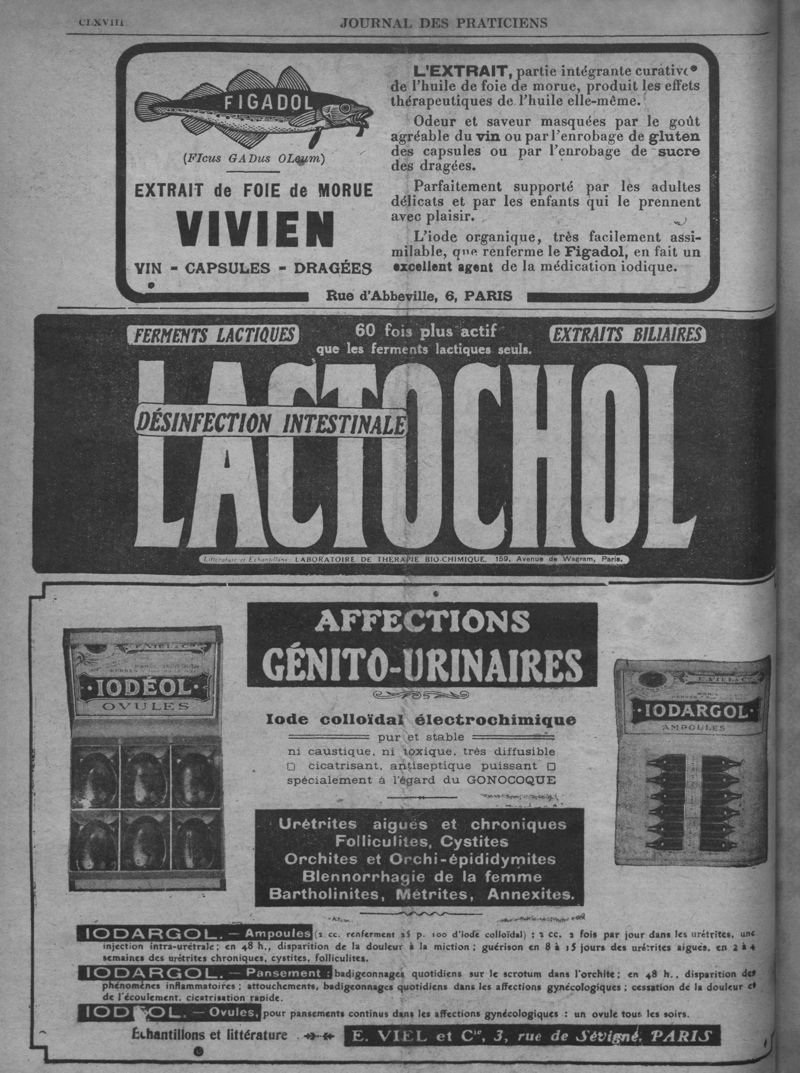 CLXVIII
JOURNAL DES PRATICIENS
FIGADOL
(FIcus GADus OLeum)
EXTRAIT de FOIE de MORUE
VIVIEN
VIN - CAPSULES - DRAGÉES
L'EXTRAIT, partie intégrante curative
de l'huile de foie de morue, produit les effets
thérapeutiques de l'huile elle-même.
Odeur et saveur masquées par le goût
agréable du vin ou par l'enrobage de gluten
des capsules ou par l'enrobage de sucre
des dragées.
Parfaitement supporté par les adultes
délicats et par les enfants qui le prennent
avec plaisir.
L'iode organique, très facilement assi-
milable, que renferme le Figadol, en fait un
excellent agent de la médication iodique.
Rue d'Abbeville, 6, PARIS
FERMENTS LACTIQUES
60 fois plus actif
que les ferments lactiques seuls.
EXTRAITS BILIAIRES
LACTOCHOL
DÉSINFECTION INTESTINALE
Littérature et Échantillons LABORATOIRE DE THÉRAPIE BIO-CHIMIQUE, 159, Avenue de Wagram, Paris.
AFFECTIONS
GÉNITO-URINAIRES
E. VIEL & Cie
IODÉOL
OVULES
Iode colloïdal électrochimique
pur et stable
ni caustique, ni toxique, très diffusible
cicatrisant, antiseptique puissant
spécialement à l'égard du GONOCOQUE
E. VIEL & Cie
IODARGOL
AMPOULES
Urétrites aiguës et chroniques
Folliculites, Cystites
Orchites et Orchi-épididymites
Blennorrhagie de la femme
Bartholinites, Métrites, Annexites.
IODARGOL. — Ampoules (1 cc. renferment 25 p. 100 d'iode colloïdal) : 2 cc. 2 fois par jour dans les urétrites, une
injection intra-urétrale; en 48 h., disparition de la douleur à la miction; guérison en 8 à 15 jours des urétrites aiguës, en 2 à 4
semaines des urétrites chroniques, cystites, folliculites.
IODARGOL. — Pansement : badigeonnages quotidiens sur le scrotum dans l'orchite; en 48 h., disparition des
phénomènes inflammatoires; attouchements, badigeonnages quotidiens dans les affections gynécologiques; cessation de la douleur et
de l'écoulement, cicatrisation rapide.
IODÉOL. — Ovules, pour pansements continus dans les affections gynécologiques : un ovule tous les soirs.
Échantillons et littérature
E. VIEL et Cie, 3, rue de Sévigné, PARIS